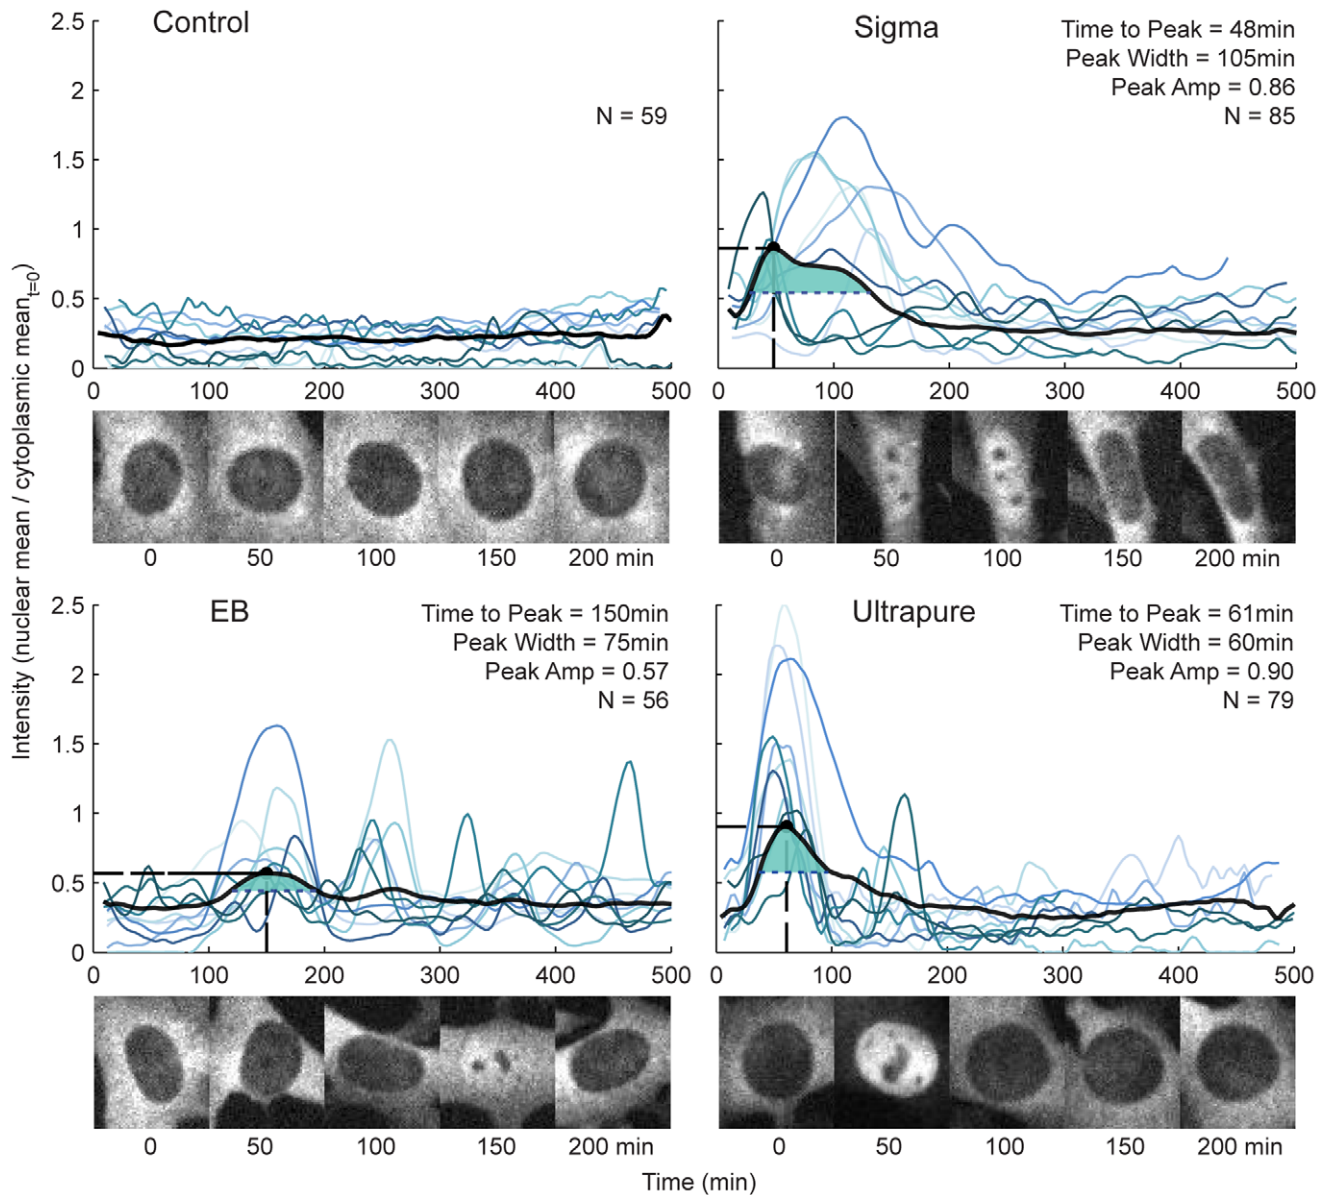 Intensity (nuclear mean / cytoplasmic mean t=0)
Control
N = 59
2.5
2
1.5
1
0.5
0
0 100 200 300 400 500
0 50 100 150 200 min
Sigma
Time to Peak = 48min
Peak Width = 105min
Peak Amp = 0.86
N = 85
0 100 200 300 400 500
0 50 100 150 200 min
EB
Time to Peak = 150min
Peak Width = 75min
Peak Amp = 0.57
N = 56
2.5
2
1.5
1
0.5
0
0 100 200 300 400 500
0 50 100 150 200 min
Ultrapure
Time to Peak = 61min
Peak Width = 60min
Peak Amp = 0.90
N = 79
0 100 200 300 400 500
0 50 100 150 200 min
Time (min)